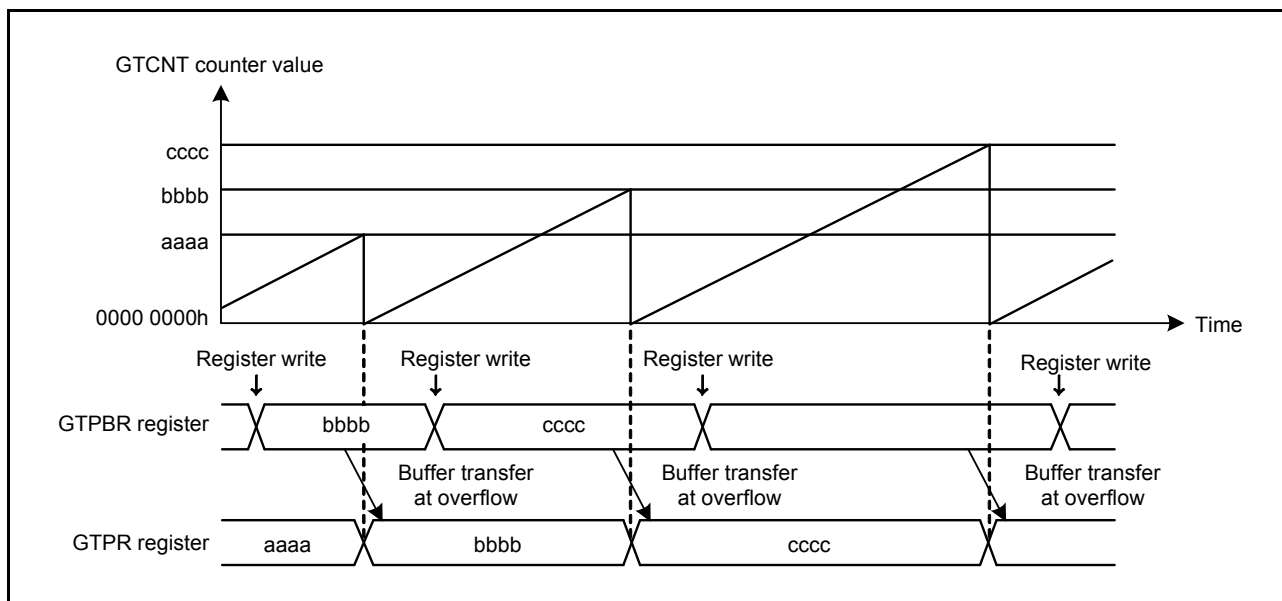 GTCNT counter value
cccc
bbbb
aaaa
0000 0000h
Time
Register write Register write Register write Register write
GTPBR register bbbb cccc
Buffer transfer at overflow
Buffer transfer at overflow
Buffer transfer at overflow
GTPR register aaaa bbbb cccc